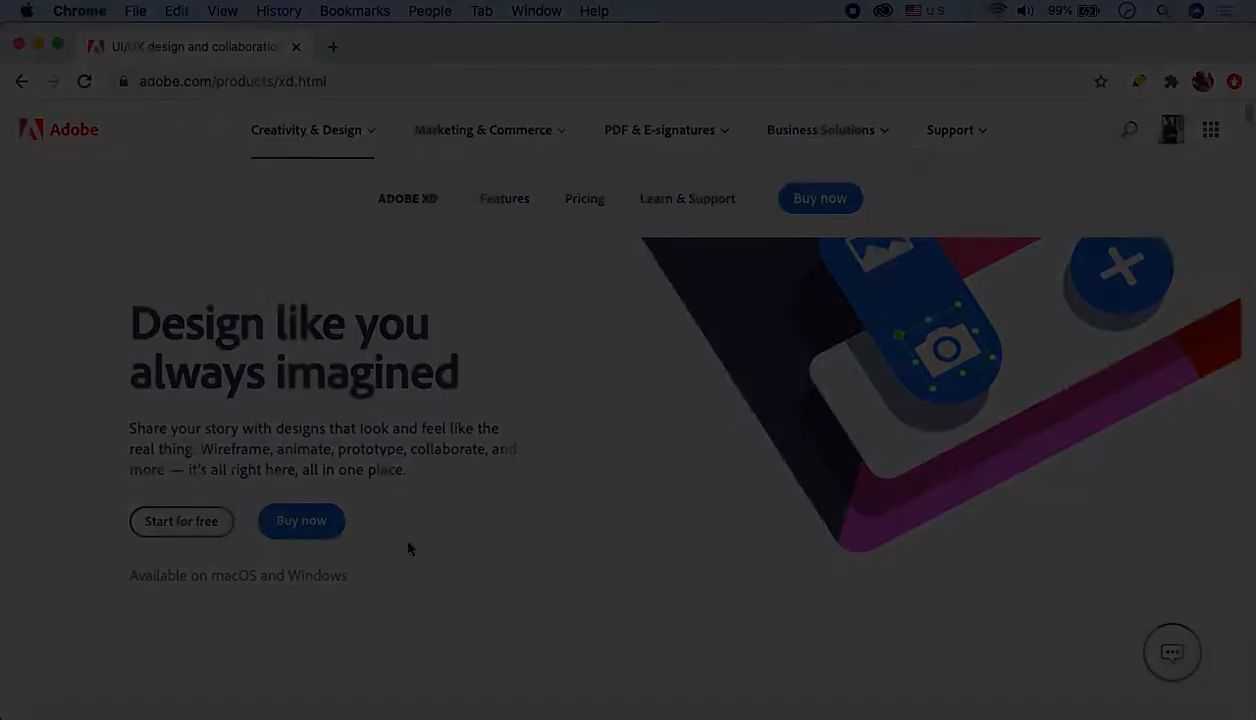 Chrome File Edit View History Bookmarks People Tab Window Help U.S 99%
UI/UX design and collaboratio
adobe.com/products/xd.html
Adobe Creativity & Design Marketing & Commerce PDF & E-signatures Business Solutions Support
ADOBE XD Features Pricing Learn & Support Buy now
Design like you
always imagined
Share your story with designs that look and feel like the
real thing. Wireframe, animate, prototype, collaborate, and
more — it's all right here, all in one place.
Start for free Buy now
Available on macOS and Windows